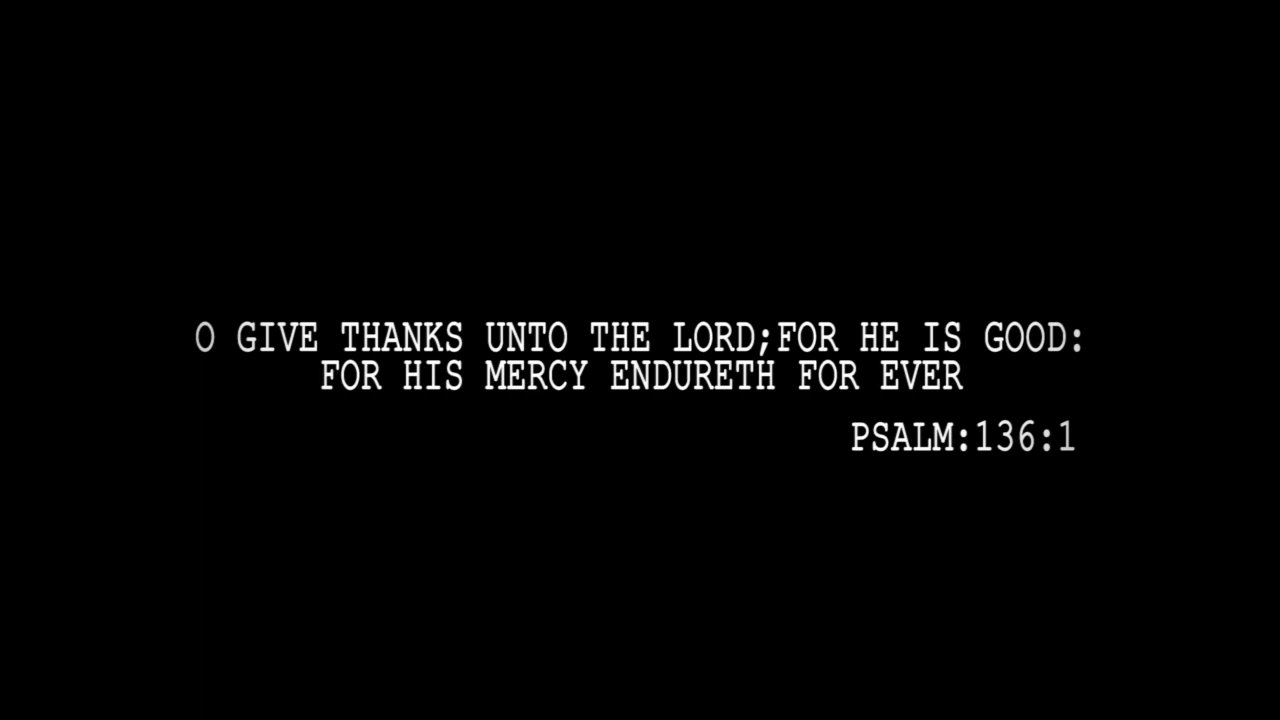 O GIVE THANKS UNTO THE LORD;FOR HE IS GOOD:
FOR HIS MERCY ENDURETH FOR EVER
PSALM:136:1